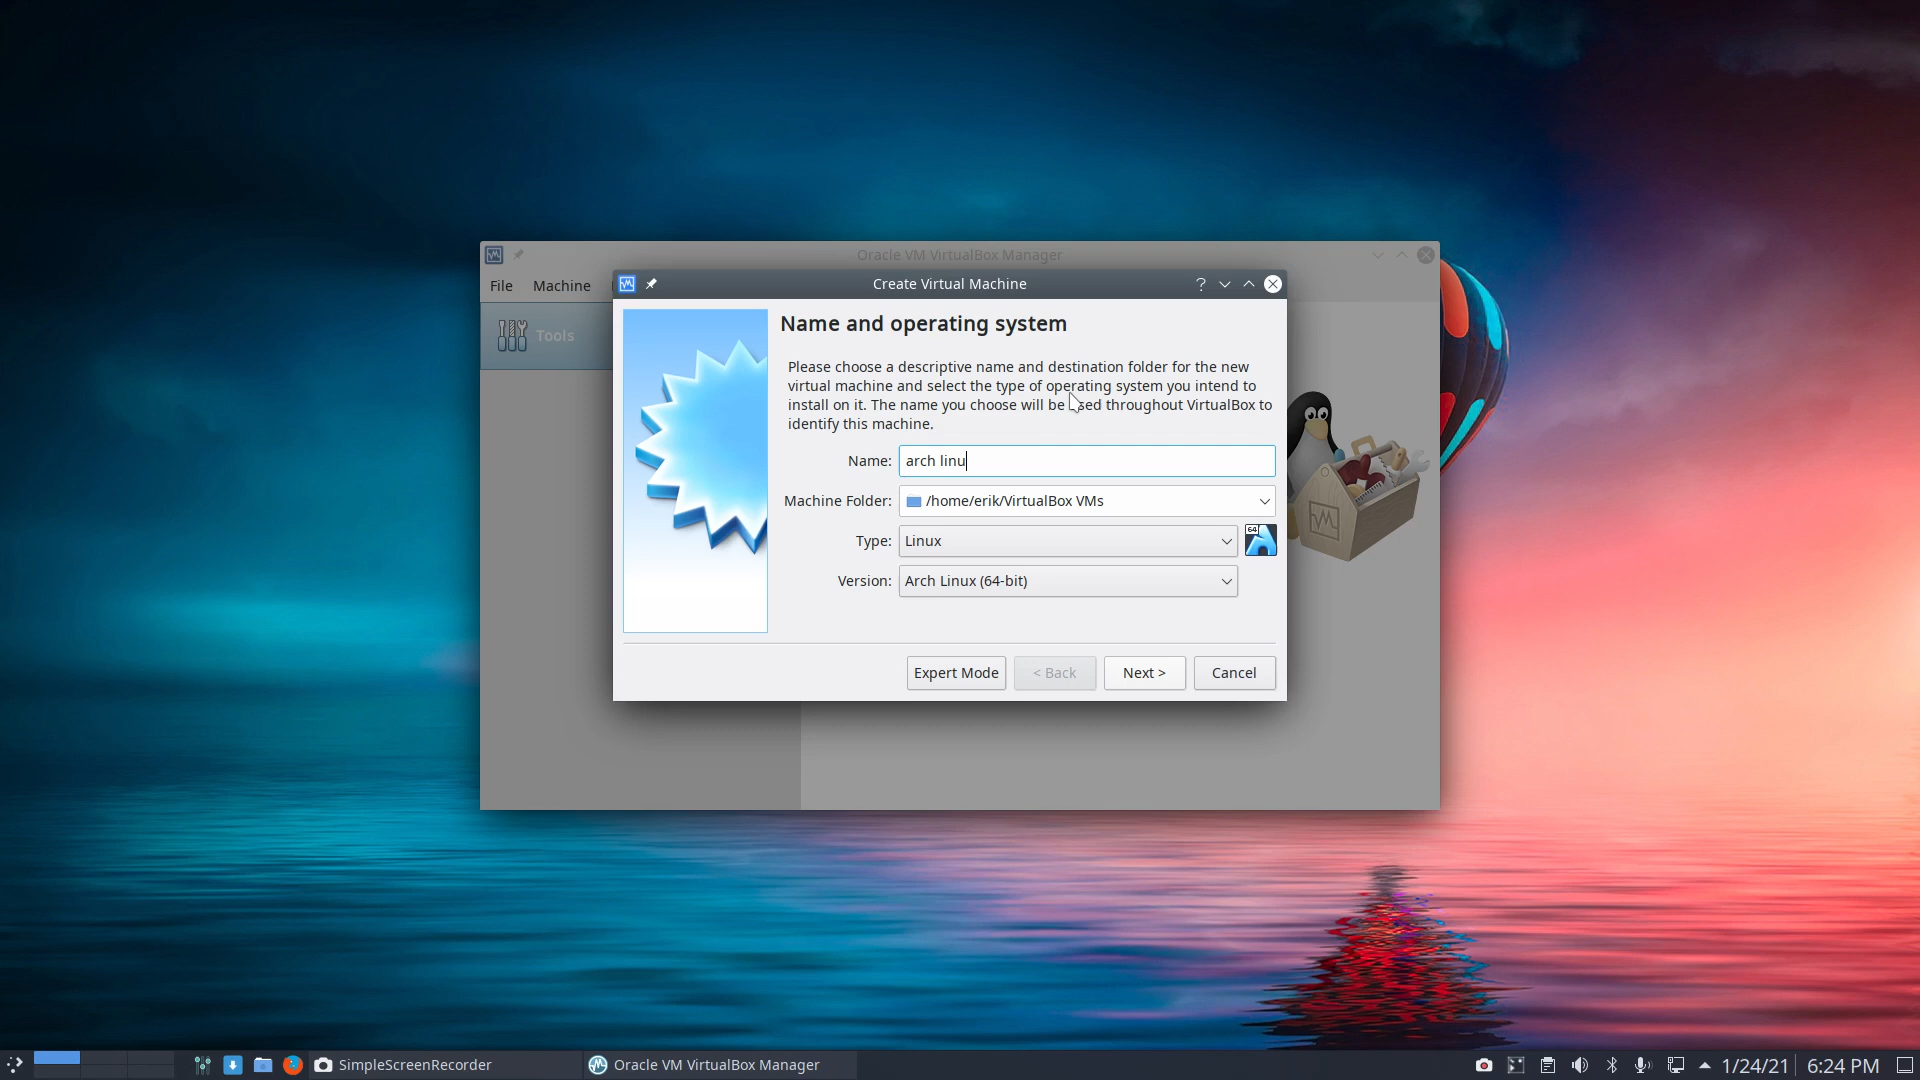 Oracle VM VirtualBox Manager
File Machine
Tools
Create Virtual Machine
?
Name and operating system
Please choose a descriptive name and destination folder for the new
virtual machine and select the type of operating system you intend to
install on it. The name you choose will be used throughout VirtualBox to
identify this machine.
Name: arch linu
Machine Folder: /home/erik/VirtualBox VMs
Type: Linux
64
Version: Arch Linux (64-bit)
Expert Mode < Back Next > Cancel
SimpleScreenRecorder Oracle VM VirtualBox Manager 1/24/21 6:24 PM